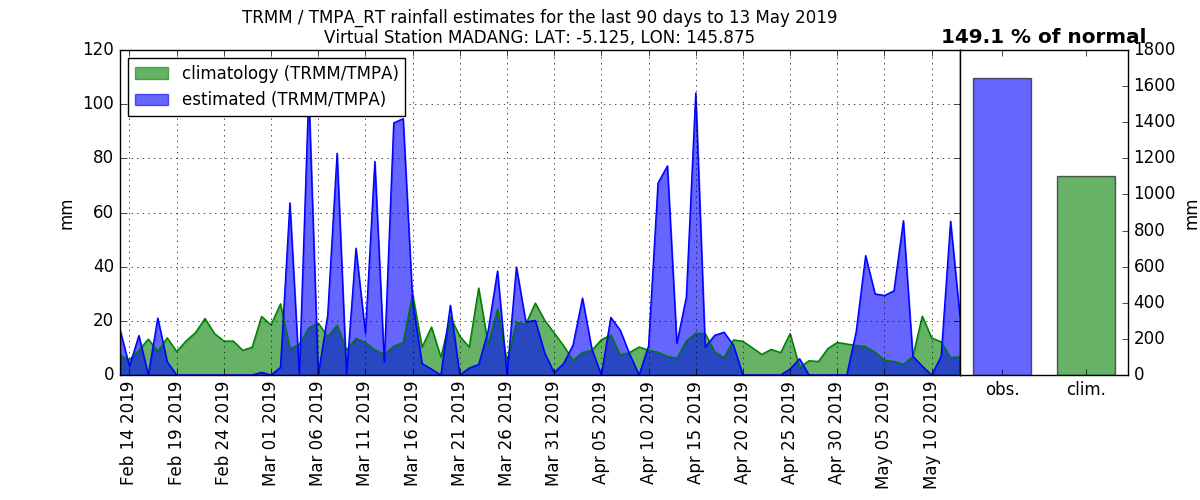 TRMM / TMPA_RT rainfall estimates for the last 90 days to 13 May 2019
Virtual Station MADANG: LAT: -5.125, LON: 145.875
149.1 % of normal
climatology (TRMM/TMPA)
estimated (TRMM/TMPA)
mm
120
100
80
60
40
20
0
Feb 14 2019
Feb 19 2019
Feb 24 2019
Mar 01 2019
Mar 06 2019
Mar 11 2019
Mar 16 2019
Mar 21 2019
Mar 26 2019
Mar 31 2019
Apr 05 2019
Apr 10 2019
Apr 15 2019
Apr 20 2019
Apr 25 2019
Apr 30 2019
May 05 2019
May 10 2019
obs.
clim.
1800
1600
1400
1200
1000
800
600
400
200
0
mm